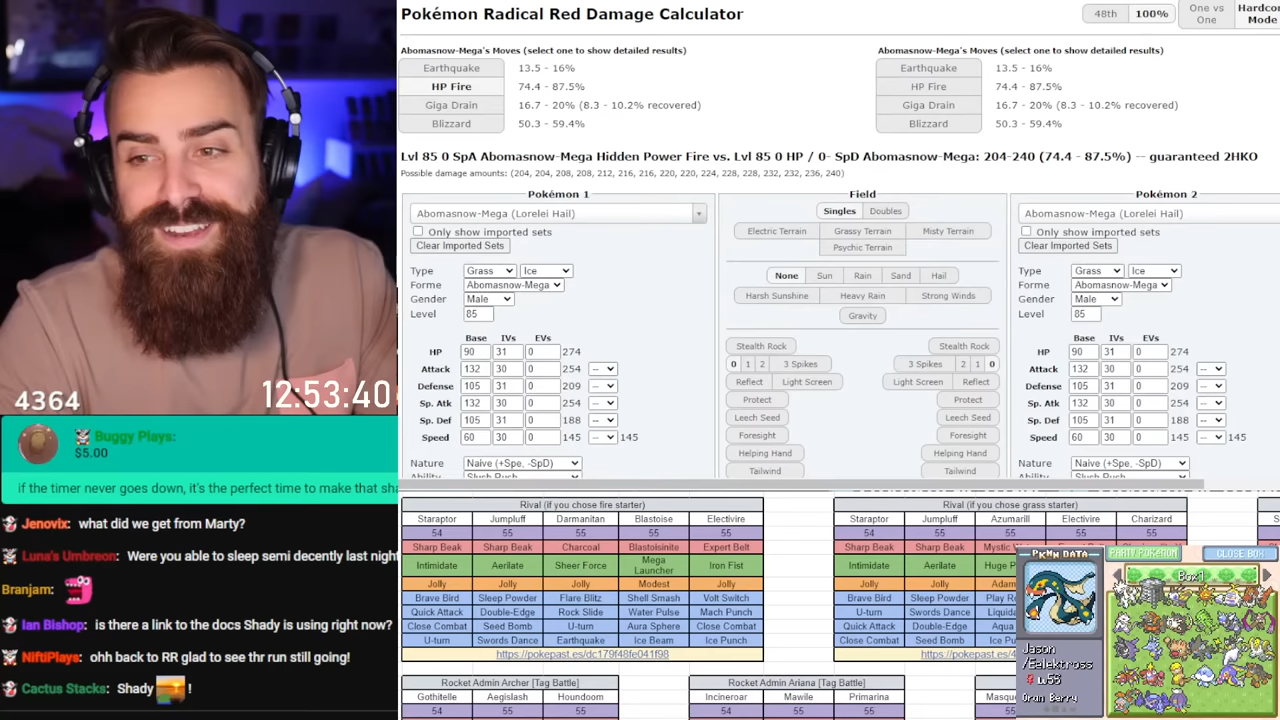 Pokémon Radical Red Damage Calculator
48th 100% One vs One Hardcore Mode
Abomasnow-Mega's Moves (select one to show detailed results)
Earthquake 13.5 - 16%
HP Fire 74.4 - 87.5%
Giga Drain 16.7 - 20% (8.3 - 10.2% recovered)
Blizzard 50.3 - 59.4%
Abomasnow-Mega's Moves (select one to show detailed results)
Earthquake 13.5 - 16%
HP Fire 74.4 - 87.5%
Giga Drain 16.7 - 20% (8.3 - 10.2% recovered)
Blizzard 50.3 - 59.4%
Lvl 85 0 SpA Abomasnow-Mega Hidden Power Fire vs. Lvl 85 0 HP / 0- SpD Abomasnow-Mega: 204-240 (74.4 - 87.5%) -- guaranteed 2HKO
Possible damage amounts: (204, 204, 208, 208, 212, 216, 216, 220, 220, 224, 228, 228, 232, 232, 236, 240)
Pokémon 1
Abomasnow-Mega (Lorelei Hail)
Only show imported sets
Clear Imported Sets
Type Grass Ice
Forme Abomasnow-Mega
Gender Male
Level 85
Base IVs EVs
HP 90 31 0 274
Attack 132 30 0 254 --
Defense 105 31 0 209 --
Sp. Atk 132 30 0 254 --
Sp. Def 105 31 0 188 --
Speed 60 30 0 145 -- 145
Nature Naive (+Spe, -SpD)
Field
Singles Doubles
Electric Terrain Grassy Terrain Misty Terrain
Psychic Terrain
None Sun Rain Sand Hail
Harsh Sunshine Heavy Rain Strong Winds
Gravity
Stealth Rock Stealth Rock
0 1 2 3 Spikes 3 Spikes 2 1 0
Reflect Light Screen Light Screen Reflect
Protect Protect
Leech Seed Leech Seed
Foresight Foresight
Helping Hand Helping Hand
Tailwind Tailwind
Pokémon 2
Abomasnow-Mega (Lorelei Hail)
Only show imported sets
Clear Imported Sets
Type Grass Ice
Forme Abomasnow-Mega
Gender Male
Level 85
Base IVs EVs
HP 90 31 0 274
Attack 132 30 0 254 --
Defense 105 31 0 209 --
Sp. Atk 132 30 0 254 --
Sp. Def 105 31 0 188 --
Speed 60 30 0 145 -- 145
Nature Naive (+Spe, -SpD)
4364
12:53:40
Buggy Plays:
$5.00
if the timer never goes down, it's the perfect time to make that sha
Jenovix: what did we get from Marty?
Luna's Umbreon: Were you able to sleep semi decently last night
Branjam:
Ian Bishop: is there a link to the docs Shady is using right now?
NiftiPlays: ohh back to RR glad to see thr run still going!
Cactus Stacks: Shady !
Rival (if you chose fire starter)
Staraptor Jumpluff Darmanitan Blastoise Electivire
54 55 55 55 55
Sharp Beak Sharp Beak Charcoal Blastoisinite Expert Belt
Intimidate Aerilate Sheer Force Mega Launcher Iron Fist
Jolly Jolly Jolly Modest Jolly
Brave Bird Sleep Powder Flare Blitz Shell Smash Volt Switch
Quick Attack Double-Edge Rock Slide Water Pulse Mach Punch
Close Combat Seed Bomb U-turn Aura Sphere Close Combat
U-turn Swords Dance Earthquake Ice Beam Ice Punch
https://pokepast.es/dc179f48fe041f98
Rival (if you chose grass starter)
Staraptor Jumpluff Azumarill Electivire Charizard
54 55 55 55 55
Sharp Beak Sharp Beak Mystic
Intimidate Aerilate Huge P
Jolly Jolly Adam
Brave Bird Sleep Powder Play Ro
U-turn Swords Dance Liquida
Quick Attack Double-Edge Aqua
Close Combat Seed Bomb Ice Pu
https://pokepast.es/4
Rocket Admin Archer [Tag Battle]
Gothitelle Aegislash Houndoom
54 55 55
Rocket Admin Ariana [Tag Battle]
Incineroar Mawile Primarina
54 55 55
Masqu
55
PKMN DATA
PARTY POKéMON
CLOSE BOX
Box1
Jason
/Eelektross
♀ Lv53
Oran Berry